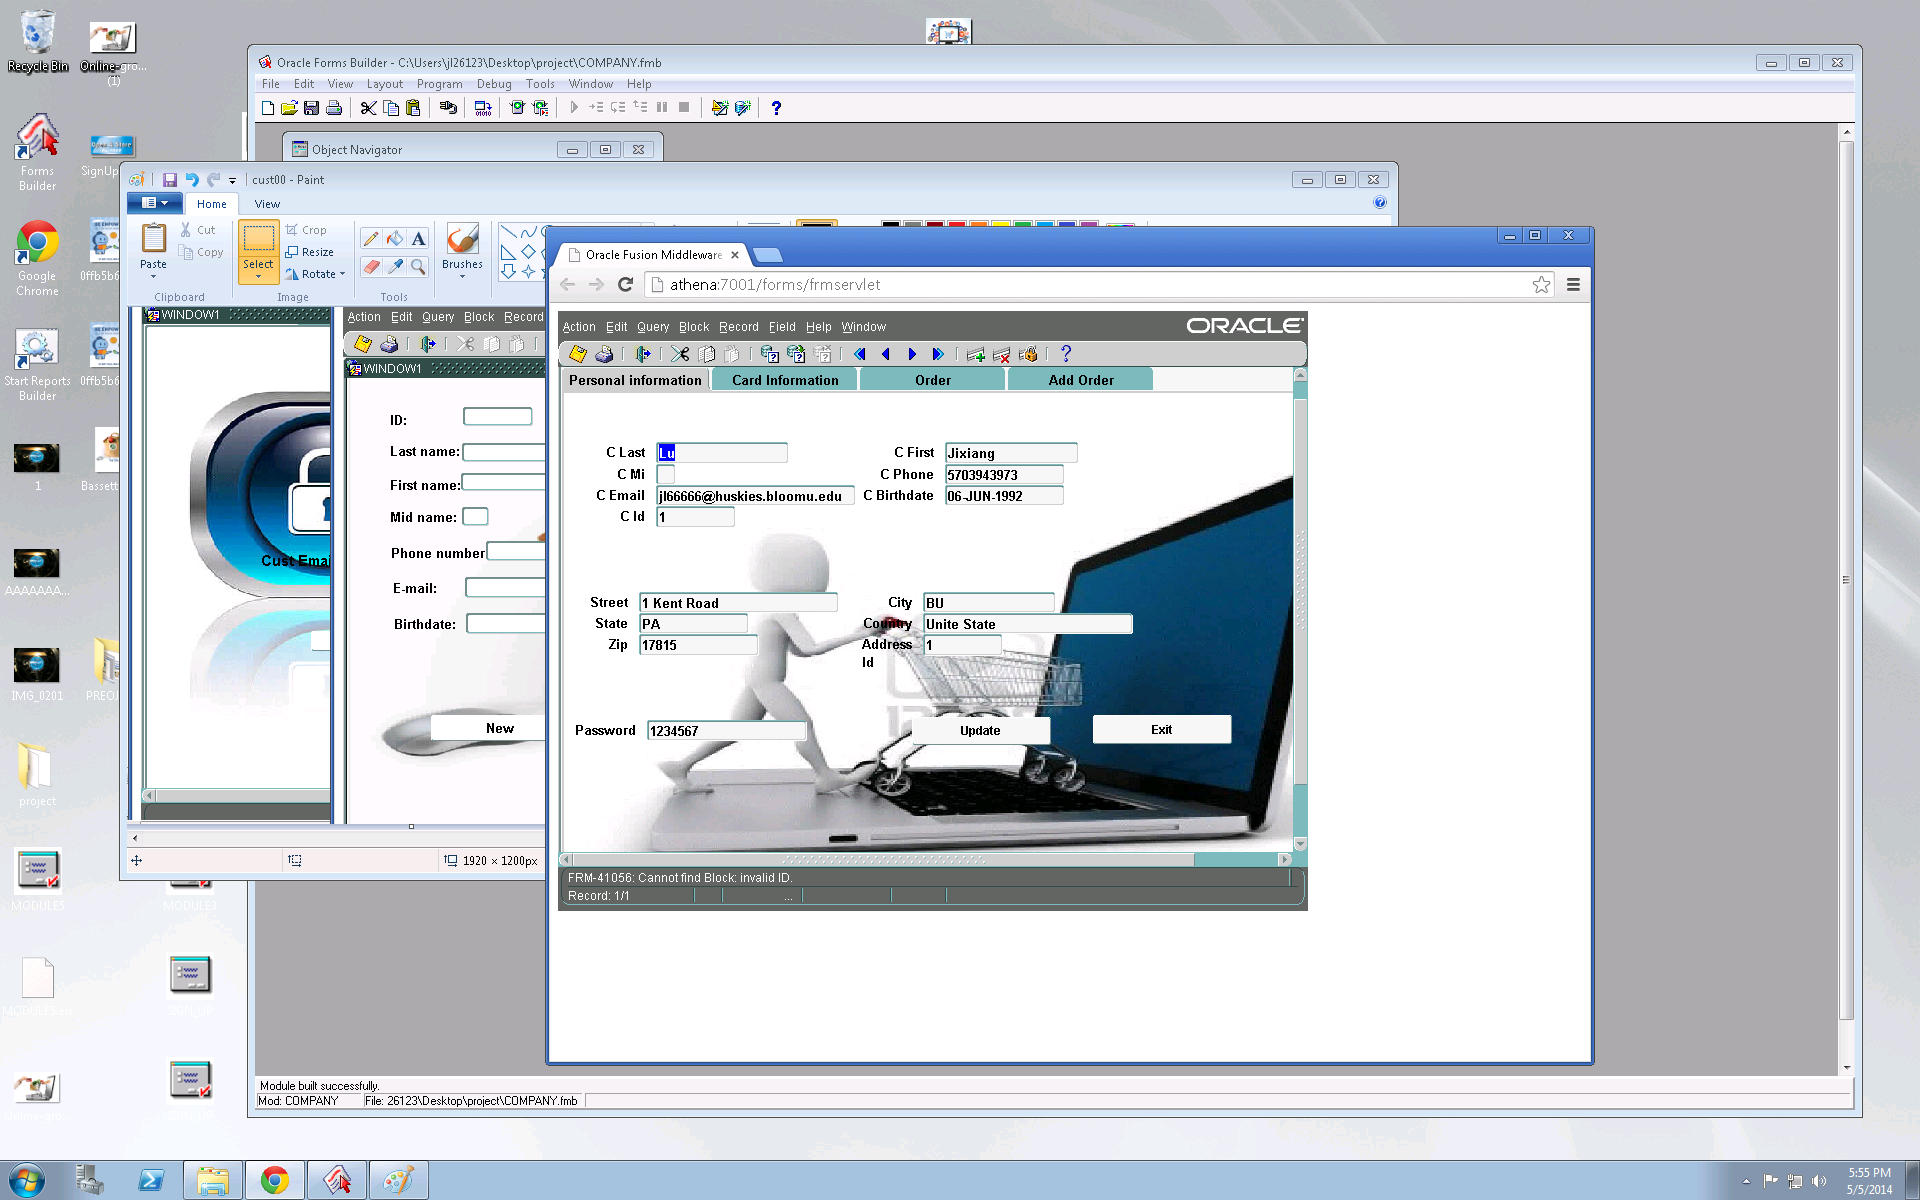 Recycle Bin
Online-gro...
(1)
Forms
Builder
SignUp
Google
Chrome
0ffb5b6
Start Reports
Builder
0ffb5b6
1
Bassett
AAAAAAA...
IMG_0201
PREOJ
project
MODULE5
MODULE3
Oracle Forms Builder - C:\Users\jl26123\Desktop\project\COMPANY.fmb
File Edit View Layout Program Debug Tools Window Help
Object Navigator
cust00 - Paint
Home View
Paste
Cut
Copy
Clipboard
Select
Crop
Resize
Rotate
Image
Tools
Brushes
WINDOW1
Cust Emai
Action Edit Query Block Record
WINDOW1
ID:
Last name:
First name:
Mid name:
Phone number
E-mail:
Birthdate:
New
1920 × 1200px
Oracle Fusion Middleware
athena:7001/forms/frmservlet
Action Edit Query Block Record Field Help Window
ORACLE
Personal information Card Information Order Add Order
C Last Lu C First Jixiang
C Mi C Phone 5703943973
C Email jl66666@huskies.bloomu.edu C Birthdate 06-JUN-1992
C Id 1
Street 1 Kent Road City BU
State PA Country Unite State
Zip 17815 Address Id 1
Password 1234567 Update Exit
FRM-41056: Cannot find Block: invalid ID.
Record: 1/1 ...
Module built successfully.
Mod: COMPANY File: 26123\Desktop\project\COMPANY.fmb
5:55 PM
5/5/2014